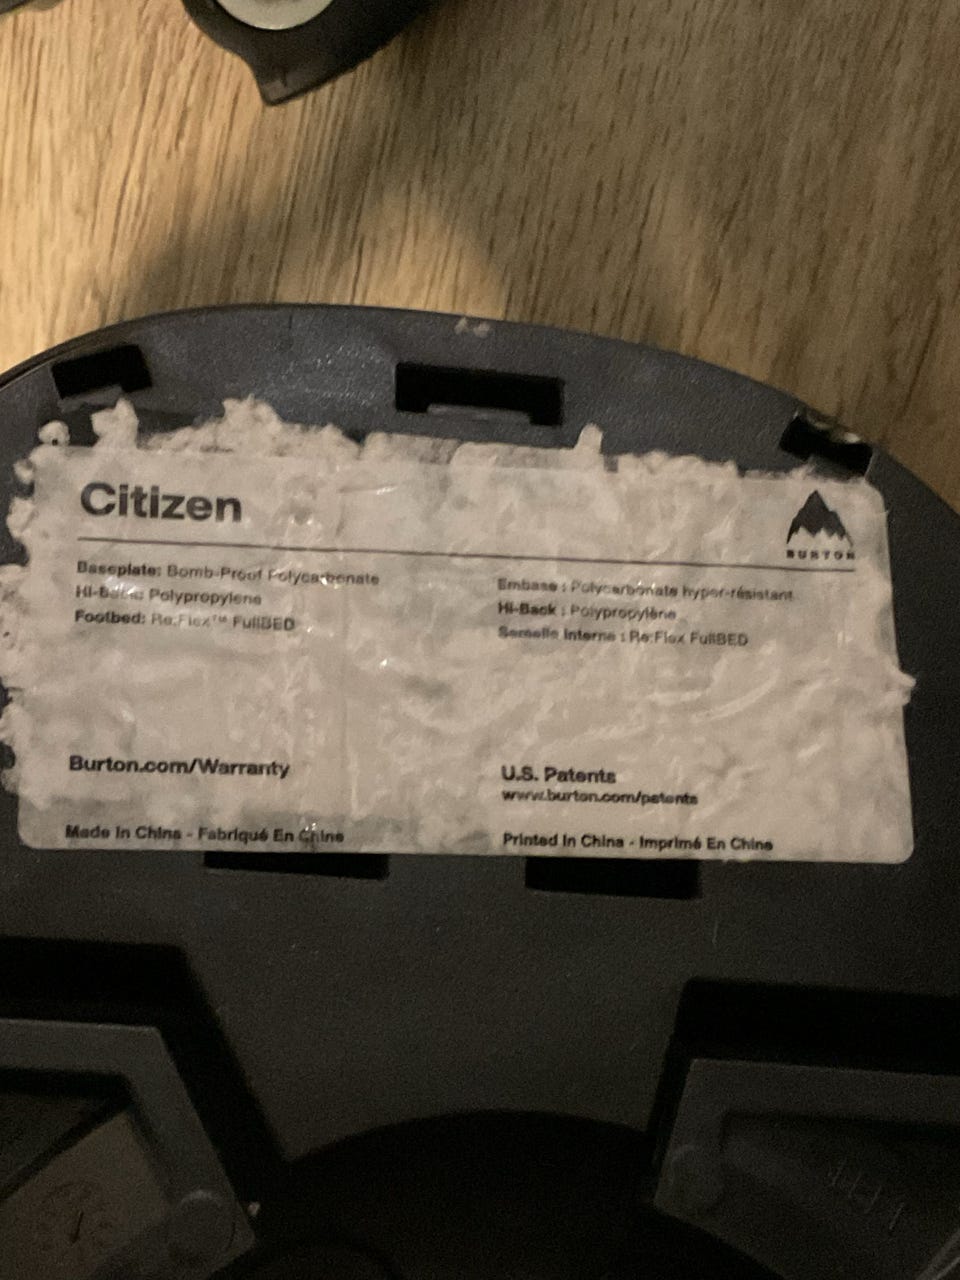 Citizen
BURTON
Baseplate: Bomb-Proof Polycarbonate
Hi-Back: Polypropylene
Footbed: Re:Flex™ FullBED
Embase : Polycarbonate hyper-résistant
Hi-Back : Polypropylène
Semelle Interne : Re:Flex FullBED
Burton.com/Warranty
U.S. Patents
www.burton.com/patents
Made In China - Fabriqué En Chine
Printed In China - Imprimé En Chine